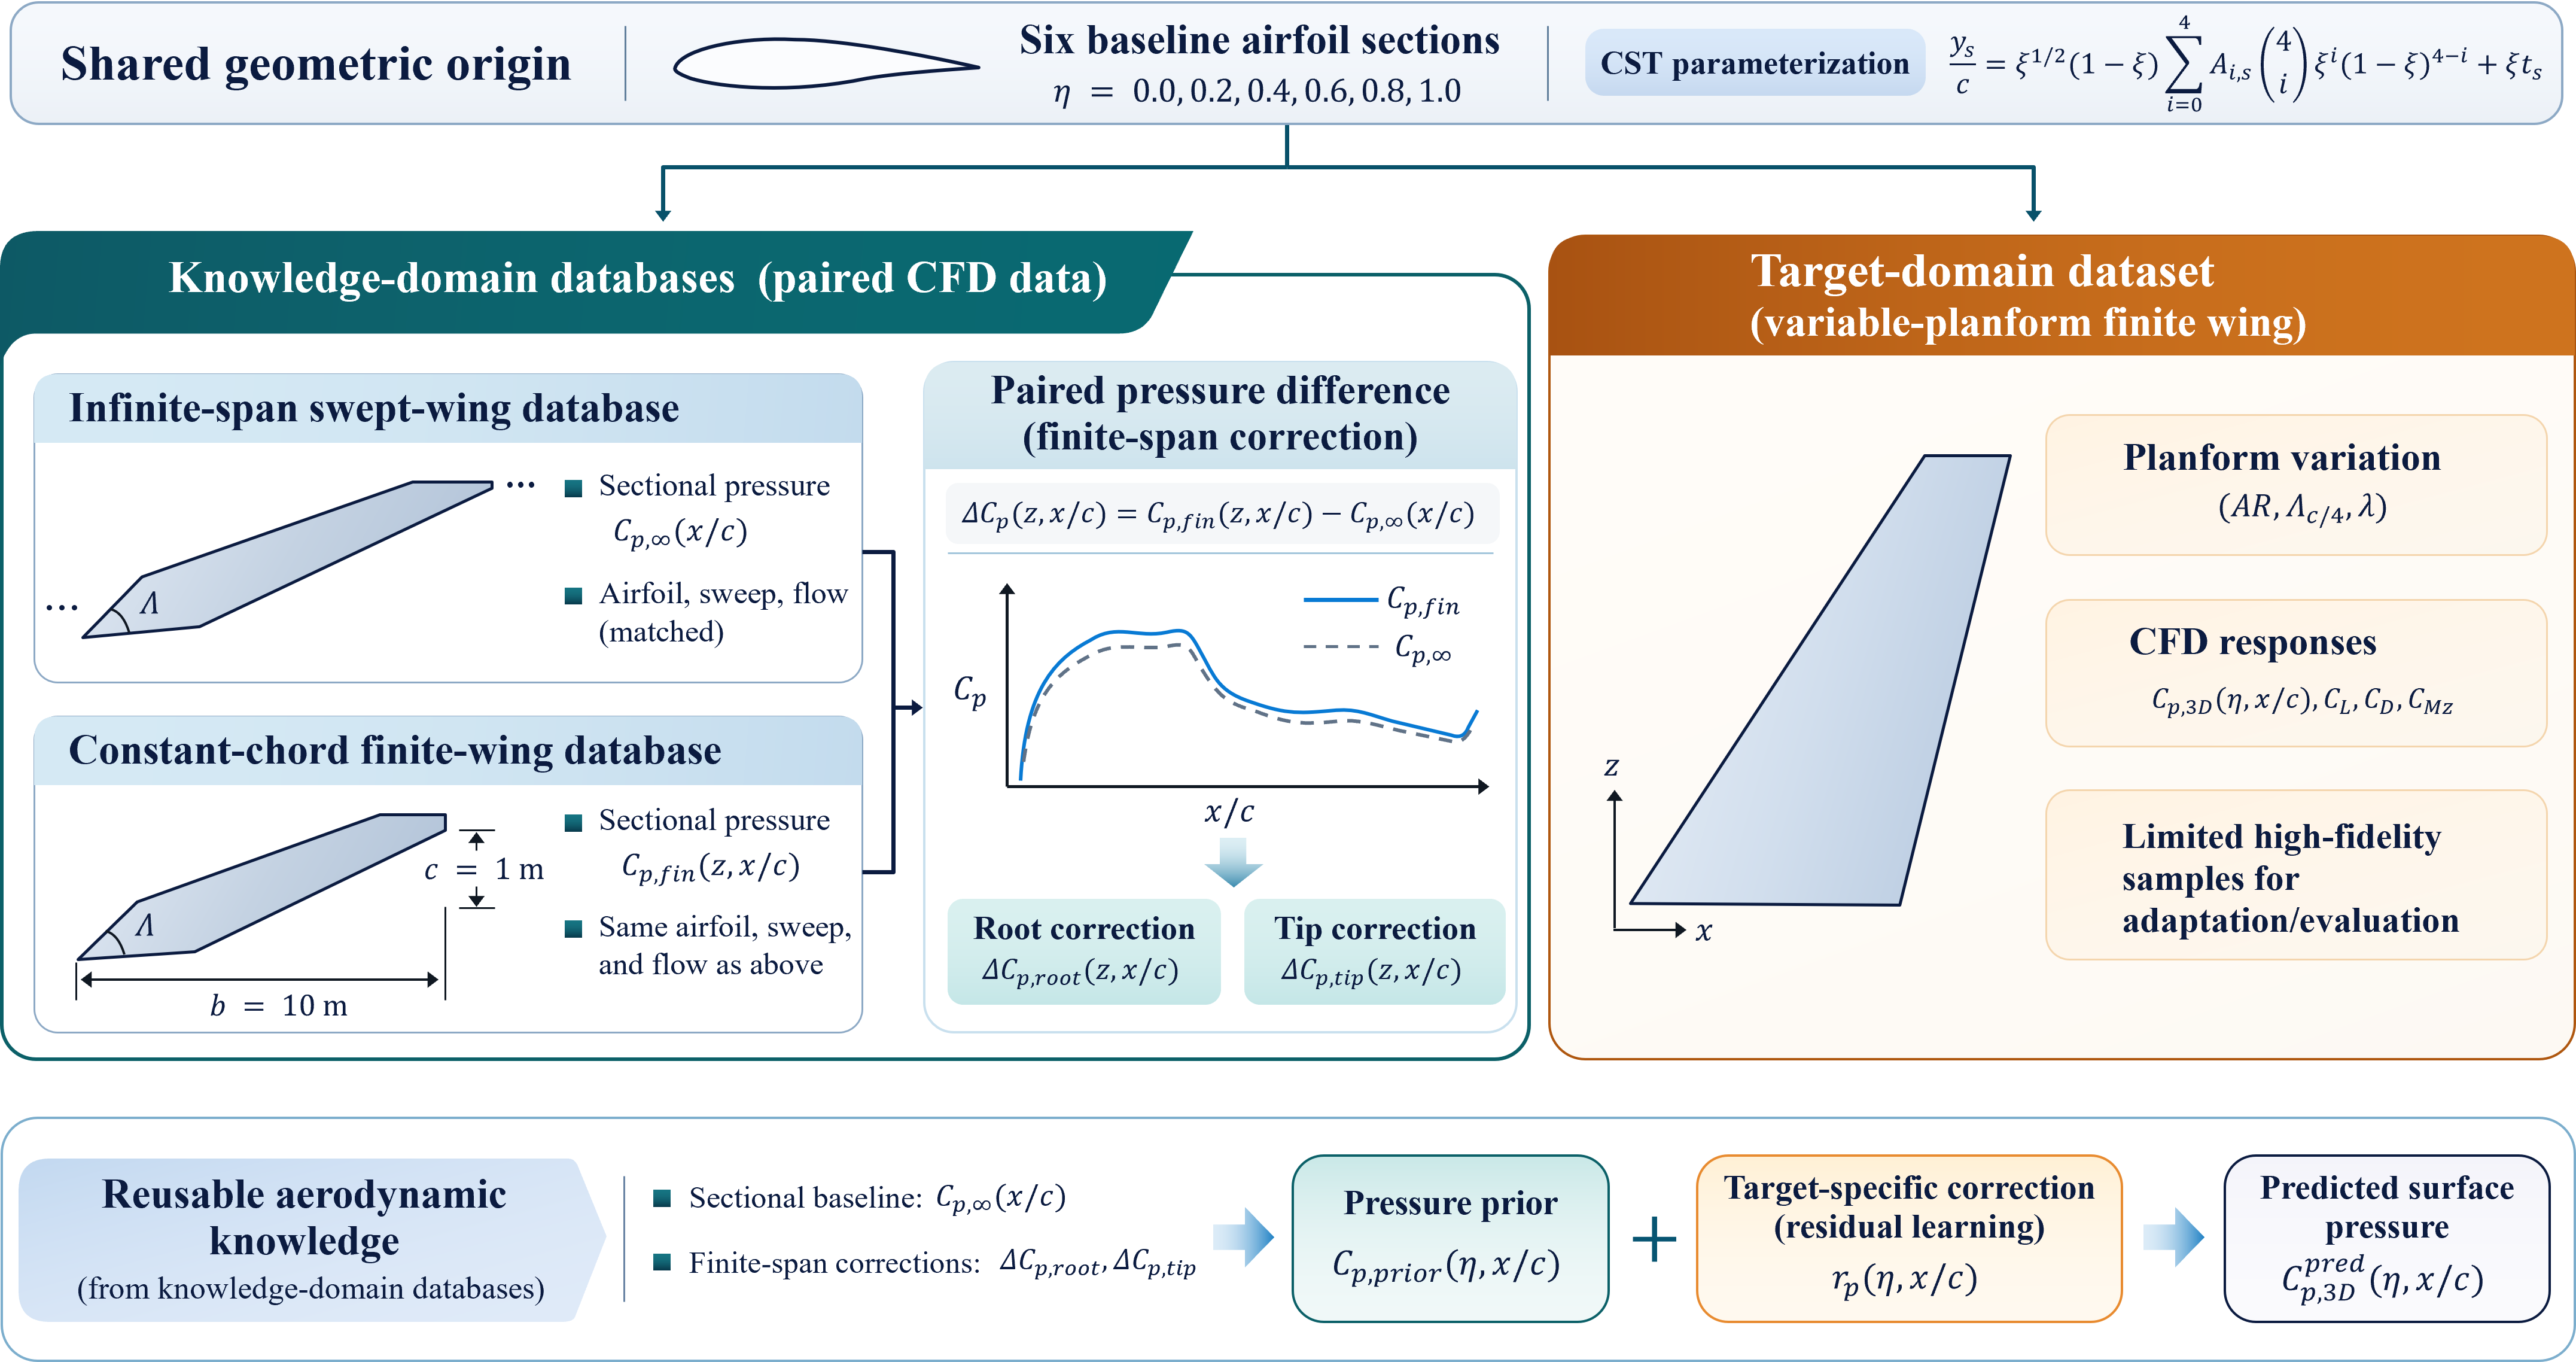 Shared geometric origin
Six baseline airfoil sections
η = 0.0, 0.2, 0.4, 0.6, 0.8, 1.0
CST parameterization
y_s/c = ξ^{1/2}(1 − ξ) ∑_{i=0}^{4} A_{i,s} (4 i) ξ^i (1 − ξ)^{4−i} + ξt_s
Knowledge-domain databases (paired CFD data)
Infinite-span swept-wing database
...
...
Λ
Sectional pressure
C_{p,∞}(x/c)
Airfoil, sweep, flow
(matched)
Constant-chord finite-wing database
Λ
c = 1 m
b = 10 m
Sectional pressure
C_{p,fin}(z, x/c)
Same airfoil, sweep,
and flow as above
Paired pressure difference
(finite-span correction)
ΔC_p(z, x/c) = C_{p,fin}(z, x/c) − C_{p,∞}(x/c)
C_{p,fin}
C_{p,∞}
C_p
x/c
Root correction
ΔC_{p,root}(z, x/c)
Tip correction
ΔC_{p,tip}(z, x/c)
Target-domain dataset
(variable-planform finite wing)
z
x
Planform variation
(AR, Λ_{c/4}, λ)
CFD responses
C_{p,3D}(η, x/c), C_L, C_D, C_{Mz}
Limited high-fidelity
samples for
adaptation/evaluation
Reusable aerodynamic
knowledge
(from knowledge-domain databases)
Sectional baseline: C_{p,∞}(x/c)
Finite-span corrections: ΔC_{p,root}, ΔC_{p,tip}
Pressure prior
C_{p,prior}(η, x/c)
+
Target-specific correction
(residual learning)
r_p(η, x/c)
Predicted surface
pressure
C_{p,3D}^{pred}(η, x/c)